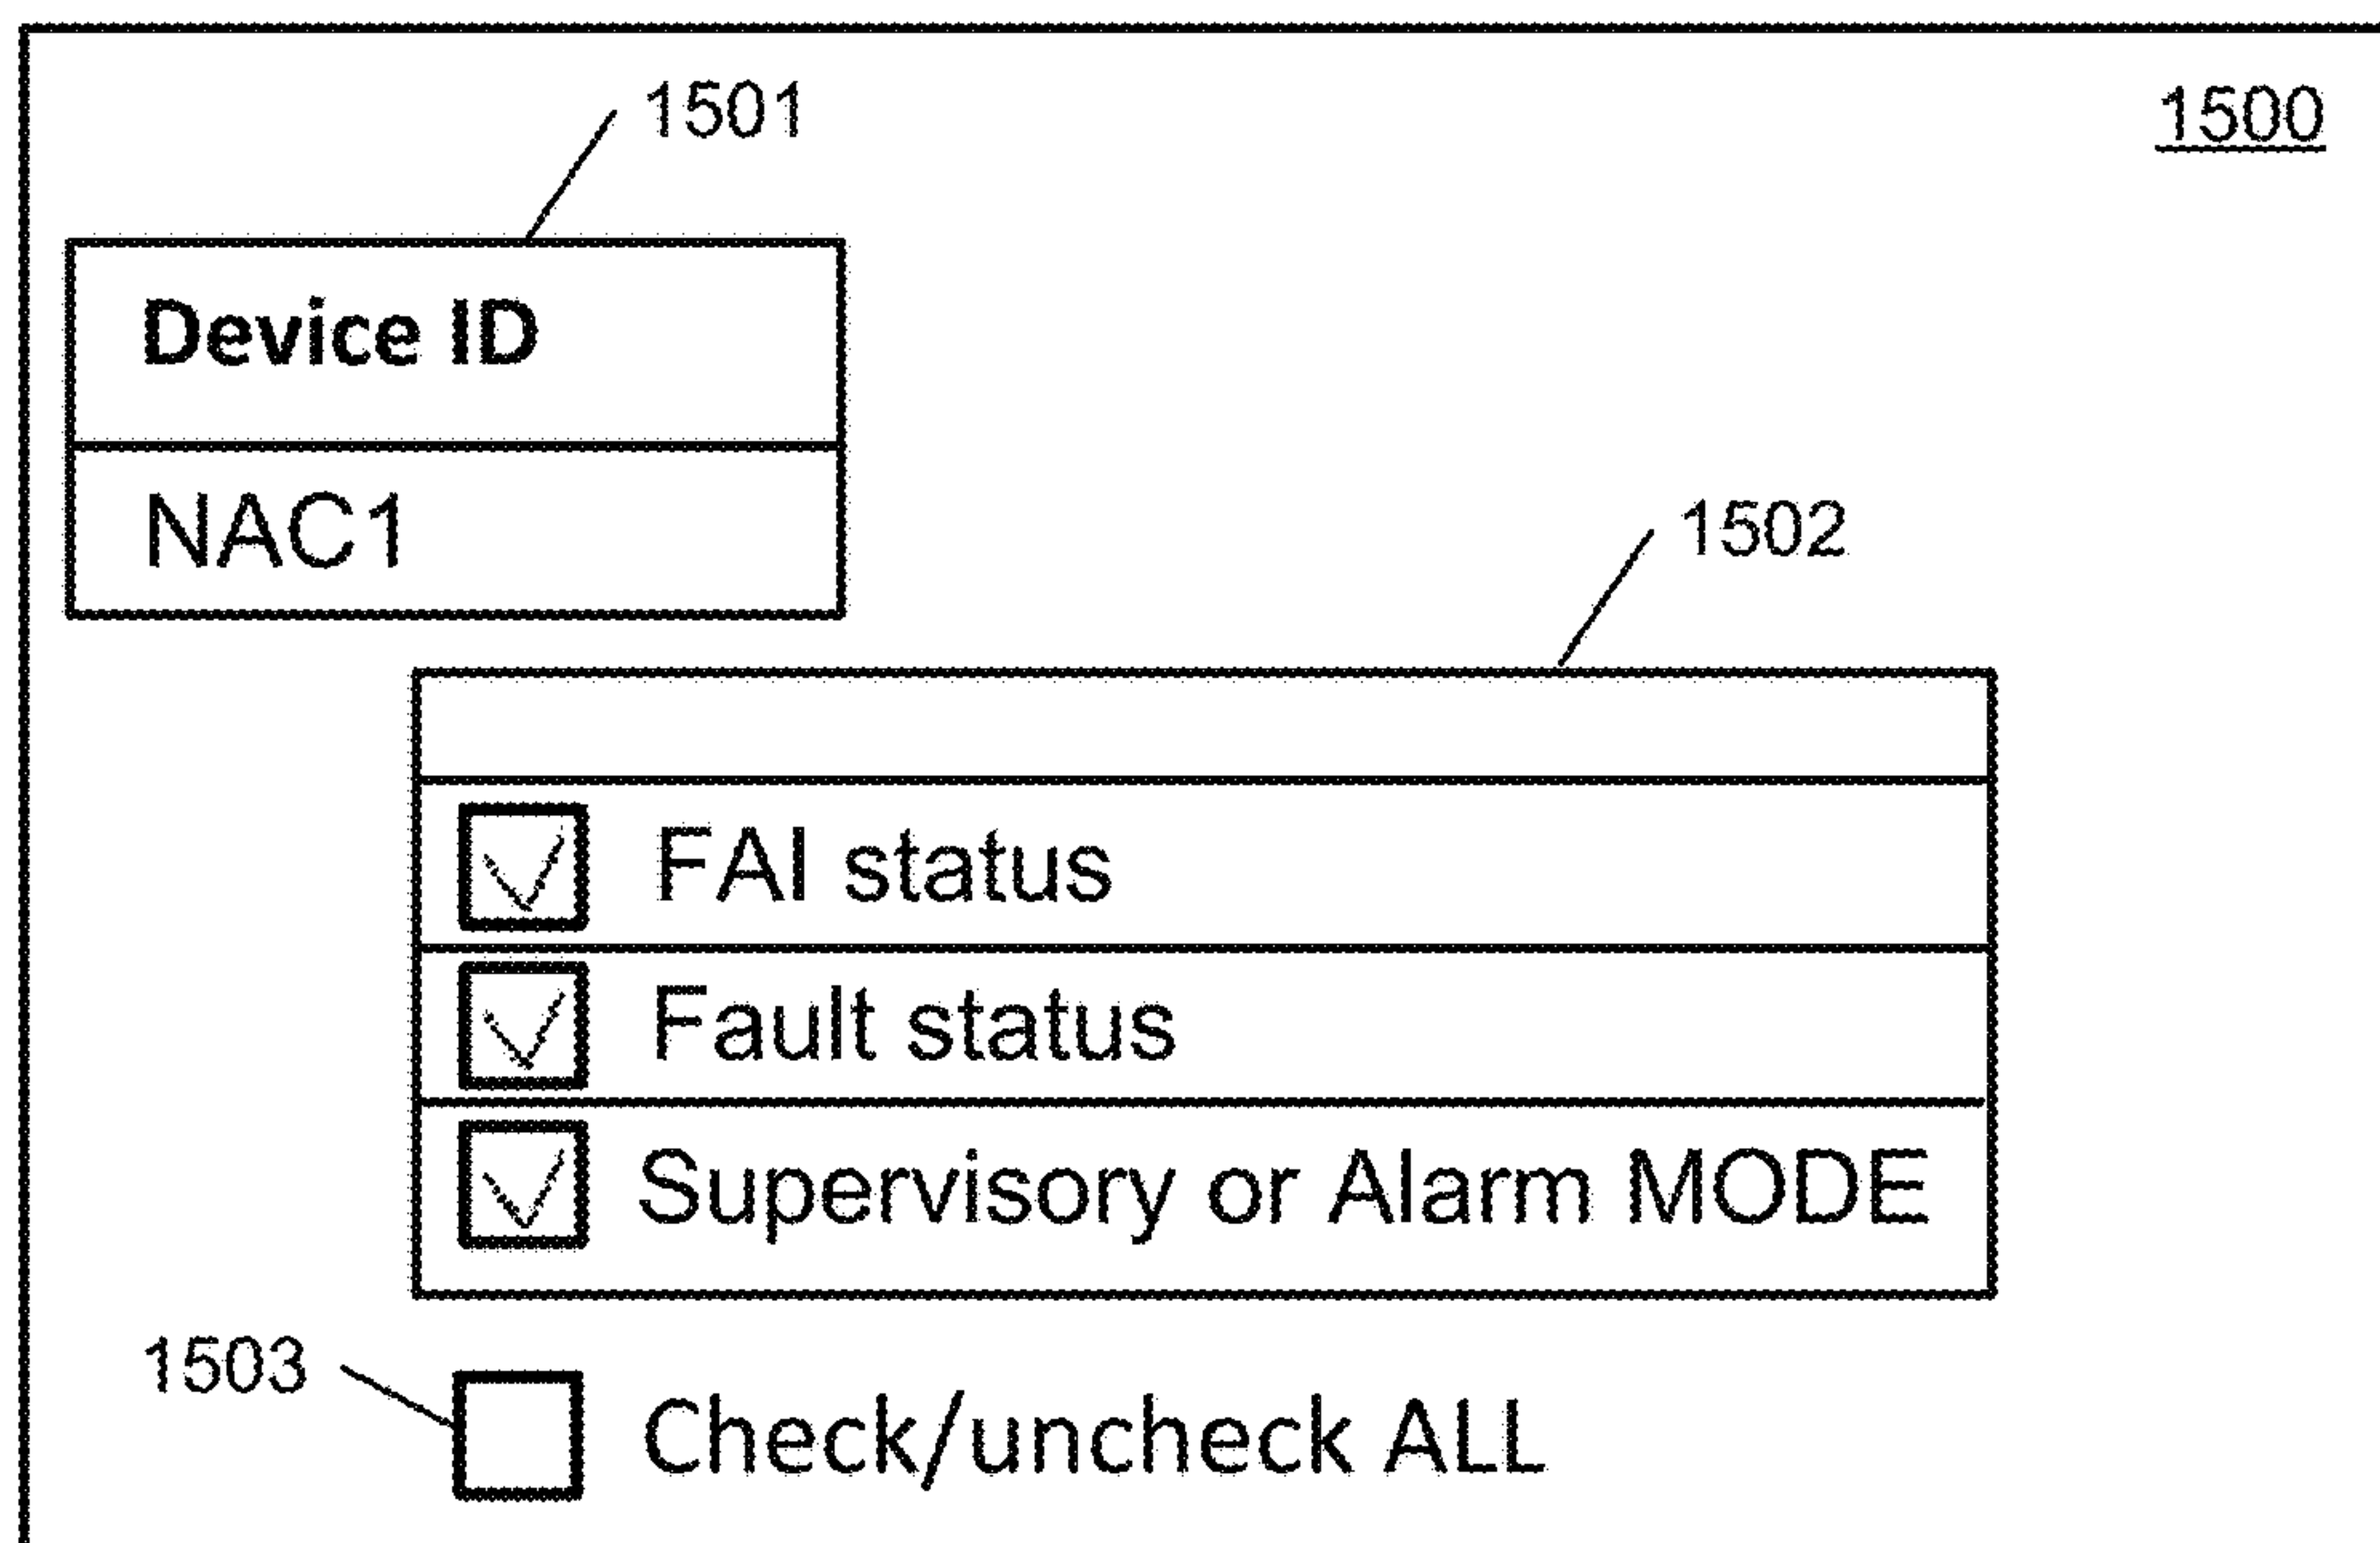 1501
1500
Device ID
NAC1
1502
FAI status
Fault status
Supervisory or Alarm MODE
1503
Check/uncheck ALL